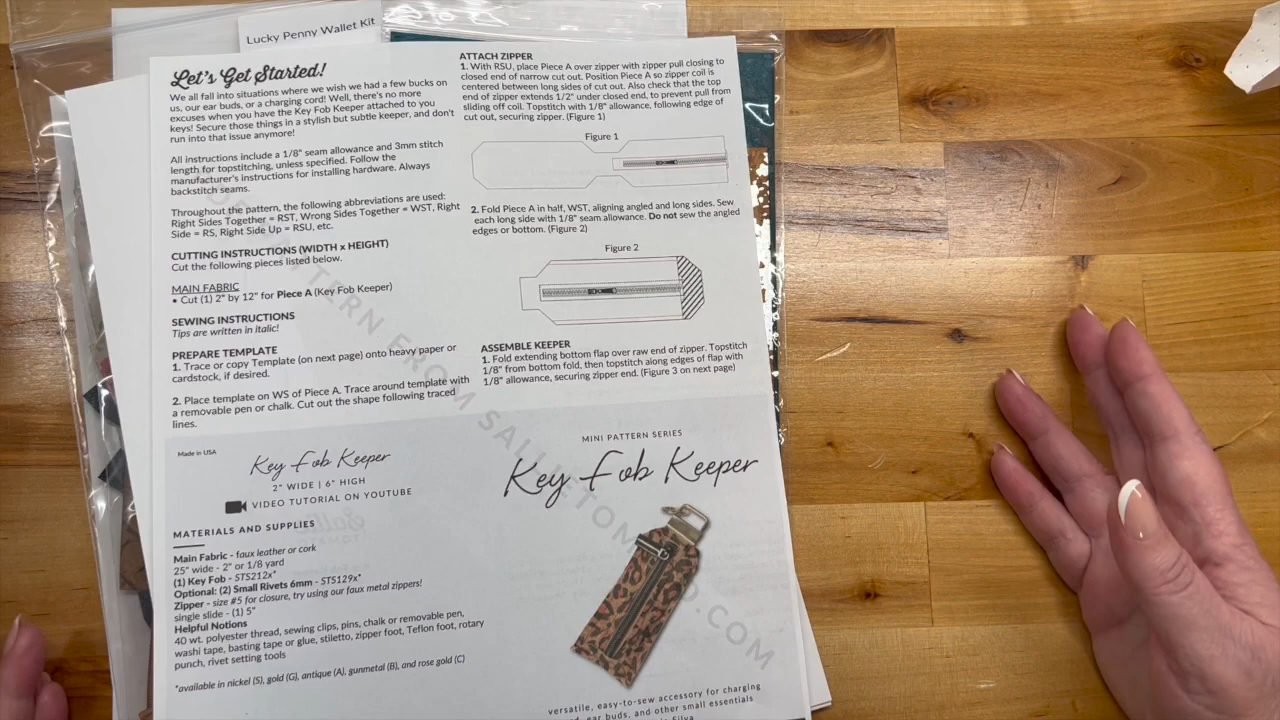 Lucky Penny Wallet Kit
Let's Get Started!
We all fall into situations where we wish we had a few bucks on
us, our ear buds, or a charging cord! Well, there's no more
excuses when you have the Key Fob Keeper attached to you
keys! Secure those things in a stylish but subtle keeper, and don't
run into that issue anymore!
All instructions include a 1/8" seam allowance and 3mm stitch
length for topstitching, unless specified. Follow the
manufacturer's instructions for installing hardware. Always
backstitch seams.
Throughout the pattern, the following abbreviations are used:
Right Sides Together = RST, Wrong Sides Together = WST, Right
Side = RS, Right Side Up = RSU, etc.
CUTTING INSTRUCTIONS (WIDTH x HEIGHT)
Cut the following pieces listed below.
MAIN FABRIC
• Cut (1) 2" by 12" for Piece A (Key Fob Keeper)
SEWING INSTRUCTIONS
Tips are written in italic!
PREPARE TEMPLATE
1. Trace or copy Template (on next page) onto heavy paper or
cardstock, if desired.
2. Place template on WS of Piece A. Trace around template with
a removable pen or chalk. Cut out the shape following traced
lines.
ATTACH ZIPPER
1. With RSU, place Piece A over zipper with zipper pull closing to
closed end of narrow cut out. Position Piece A so zipper coil is
centered between long sides of cut out. Also check that the top
end of zipper extends 1/2" under closed end, to prevent pull from
sliding off coil. Topstitch with 1/8" allowance, following edge of
cut out, securing zipper. (Figure 1)
Figure 1
2. Fold Piece A in half, WST, aligning angled and long sides. Sew
each long side with 1/8" seam allowance. Do not sew the angled
edges or bottom. (Figure 2)
Figure 2
ASSEMBLE KEEPER
1. Fold extending bottom flap over raw end of zipper. Topstitch
1/8" from bottom fold, then topstitch along edges of flap with
1/8" allowance, securing zipper end. (Figure 3 on next page)
PATTERN FROM SALLIETOMATO.COM
Made in USA
Key Fob Keeper
2" WIDE | 6" HIGH
VIDEO TUTORIAL ON YOUTUBE
MATERIALS AND SUPPLIES
Main Fabric - faux leather or cork
25" wide - 2" or 1/8 yard
(1) Key Fob - STS212x*
Optional: (2) Small Rivets 6mm - STS129x*
Zipper - size #5 for closure, try using our faux metal zippers!
single slide - (1) 5"
Helpful Notions
40 wt. polyester thread, sewing clips, pins, chalk or removable pen,
washi tape, basting tape or glue, stiletto, zipper foot, Teflon foot, rotary
punch, rivet setting tools
*available in nickel (S), gold (G), antique (A), gunmetal (B), and rose gold (C)
MINI PATTERN SERIES
Key Fob Keeper
versatile, easy-to-sew accessory for charging
ear buds, and other small essentials
Silva